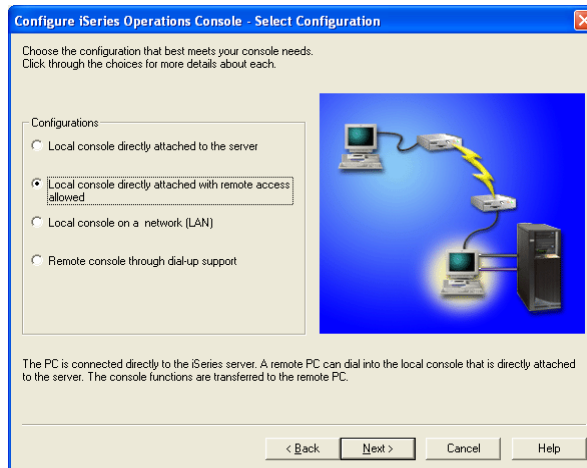 Configure iSeries Operations Console - Select Configuration
Choose the configuration that best meets your console needs.
Click through the choices for more details about each.
Configurations
Local console directly attached to the server
Local console directly attached with remote access
allowed
Local console on a network (LAN)
Remote console through dial-up support
The PC is connected directly to the iSeries server. A remote PC can dial into the local console that is directly attached
to the server. The console functions are transferred to the remote PC.
< Back
Next >
Cancel
Help